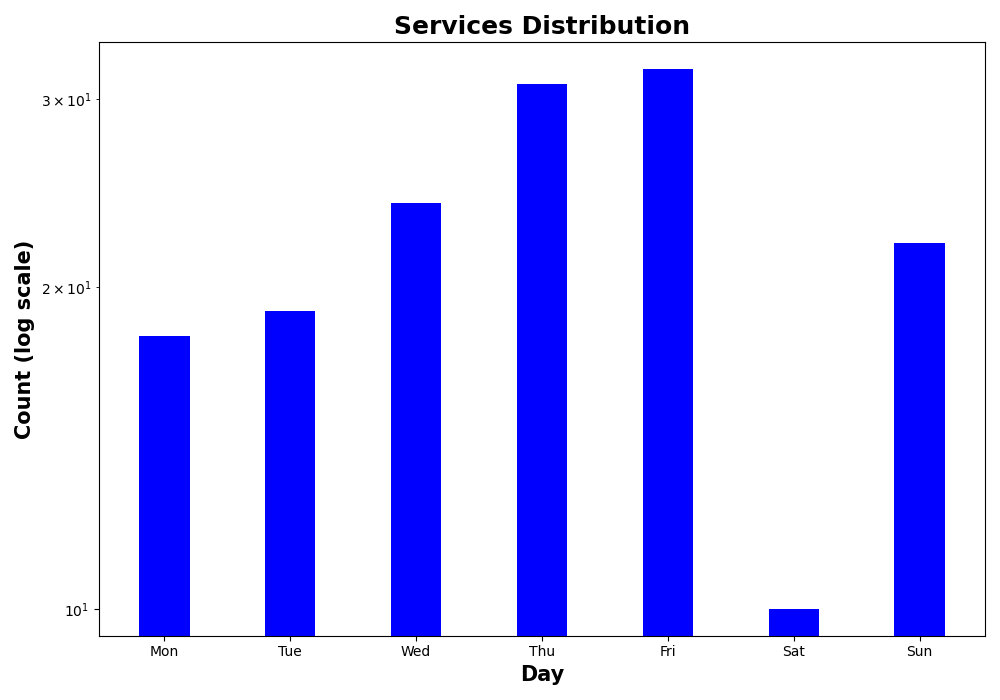 Services Distribution
Count (log scale)
3 × 10¹
2 × 10¹
10¹
Mon Tue Wed Thu Fri Sat Sun
Day